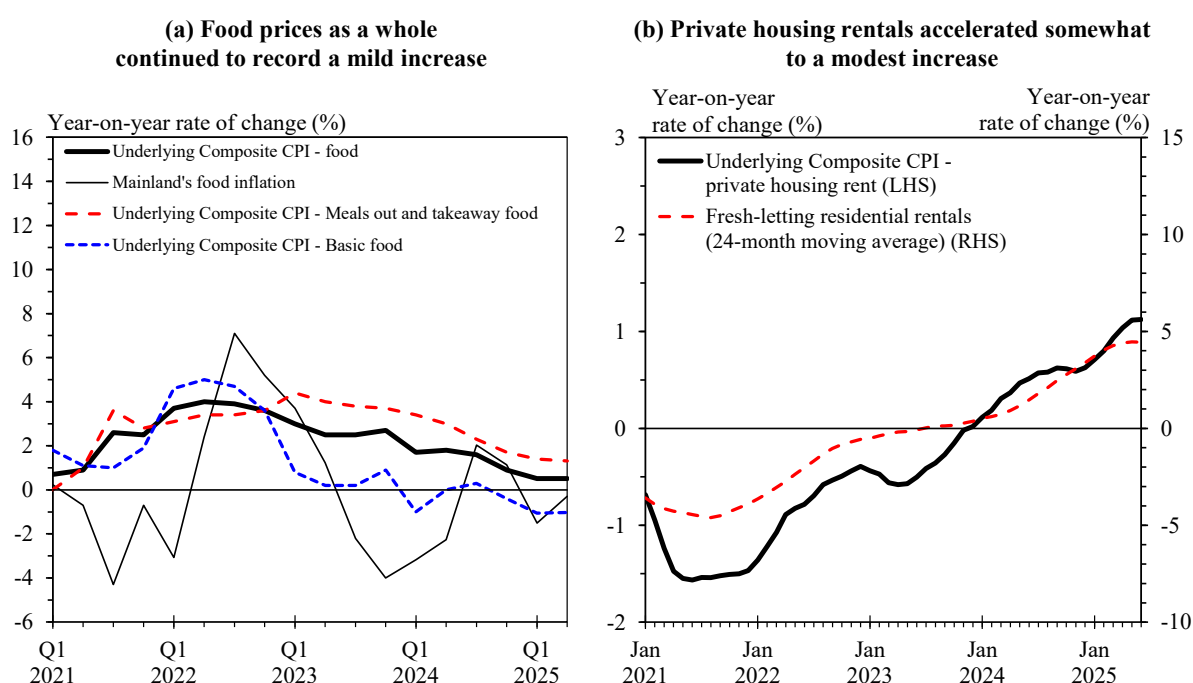 (a) Food prices as a whole
continued to record a mild increase
Year-on-year rate of change (%)
16
14
12
10
8
6
4
2
0
-2
-4
-6
Underlying Composite CPI - food
Mainland's food inflation
Underlying Composite CPI - Meals out and takeaway food
Underlying Composite CPI - Basic food
Q1 Q1 Q1 Q1 Q1
2021 2022 2023 2024 2025
(b) Private housing rentals accelerated somewhat
to a modest increase
Year-on-year
rate of change (%)
Year-on-year
rate of change (%)
3
2
1
0
-1
-2
Underlying Composite CPI -
private housing rent (LHS)
Fresh-letting residential rentals
(24-month moving average) (RHS)
15
10
5
0
-5
-10
Jan Jan Jan Jan Jan
2021 2022 2023 2024 2025